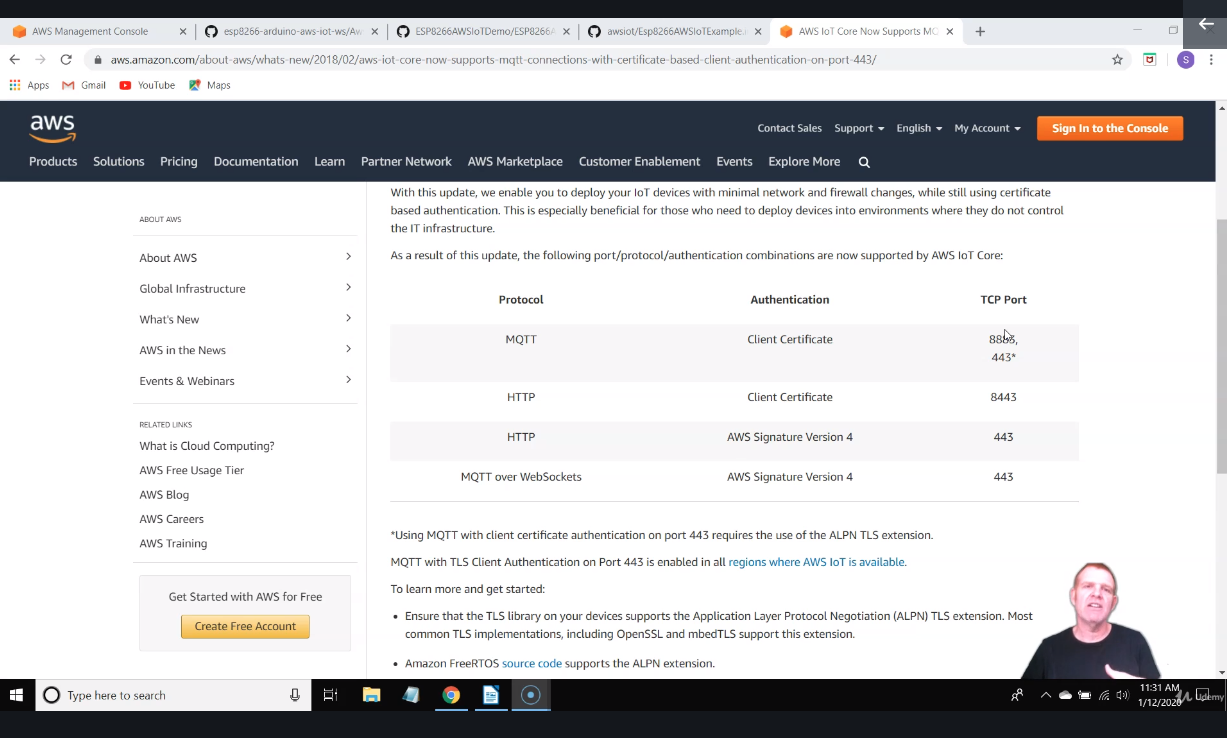 AWS Management Console
esp8266-arduino-aws-iot-ws/Aw
ESP8266AWSIoTDemo/ESP8266A
awsiot/Esp8266AWSIoTExample.i
AWS IoT Core Now Supports MQ
aws.amazon.com/about-aws/whats-new/2018/02/aws-iot-core-now-supports-mqtt-connections-with-certificate-based-client-authentication-on-port-443/
S
Apps Gmail YouTube Maps
aws
Contact Sales Support English My Account Sign In to the Console
Products Solutions Pricing Documentation Learn Partner Network AWS Marketplace Customer Enablement Events Explore More
ABOUT AWS
About AWS
Global Infrastructure
What's New
AWS in the News
Events & Webinars
RELATED LINKS
What is Cloud Computing?
AWS Free Usage Tier
AWS Blog
AWS Careers
AWS Training
Get Started with AWS for Free
Create Free Account
With this update, we enable you to deploy your IoT devices with minimal network and firewall changes, while still using certificate
based authentication. This is especially beneficial for those who need to deploy devices into environments where they do not control
the IT infrastructure.
As a result of this update, the following port/protocol/authentication combinations are now supported by AWS IoT Core:
Protocol Authentication TCP Port
MQTT Client Certificate 8883,
443*
HTTP Client Certificate 8443
HTTP AWS Signature Version 4 443
MQTT over WebSockets AWS Signature Version 4 443
*Using MQTT with client certificate authentication on port 443 requires the use of the ALPN TLS extension.
MQTT with TLS Client Authentication on Port 443 is enabled in all regions where AWS IoT is available.
To learn more and get started:
• Ensure that the TLS library on your devices supports the Application Layer Protocol Negotiation (ALPN) TLS extension. Most
common TLS implementations, including OpenSSL and mbedTLS support this extension.
• Amazon FreeRTOS source code supports the ALPN extension.
Type here to search
11:31 AM
1/12/2020
Udemy